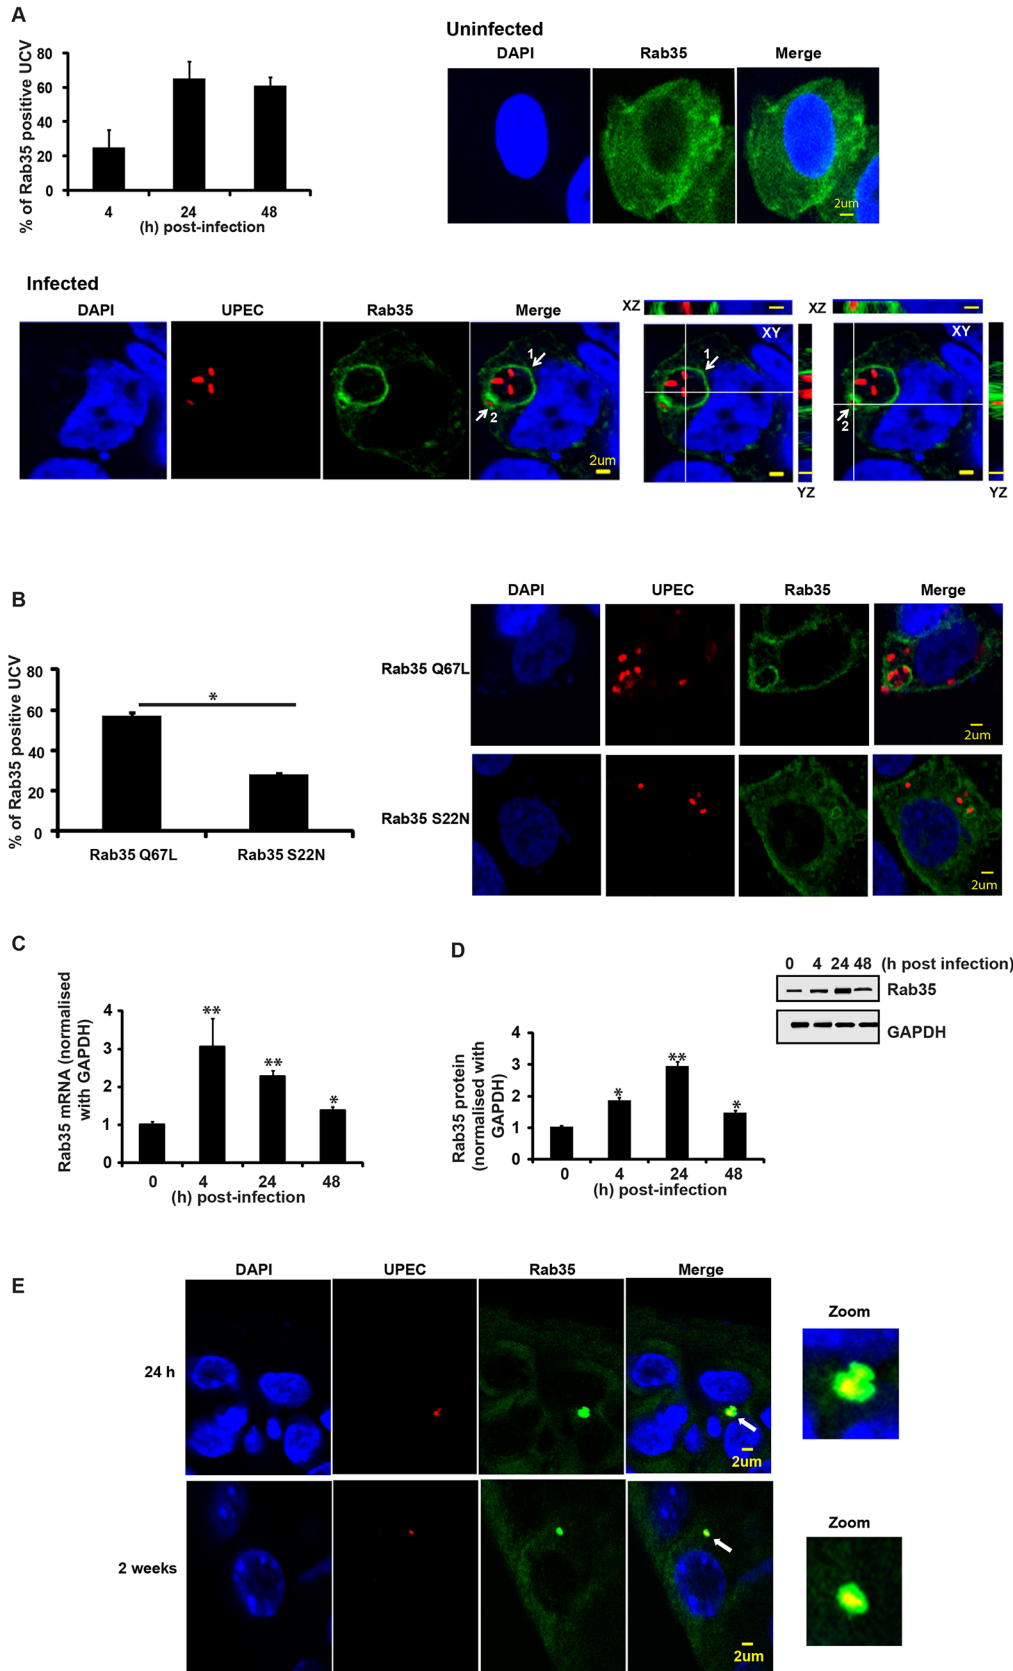 A
% of Rab35 positive UCV
80
60
40
20
0
4 24 48
(h) post-infection
Uninfected
DAPI Rab35 Merge
2um
Infected
DAPI UPEC Rab35 Merge
1
2
2um
XZ
XY
1
YZ
XZ
XY
2
YZ
B
% of Rab35 positive UCV
80
60
40
20
0
*
Rab35 Q67L Rab35 S22N
DAPI UPEC Rab35 Merge
Rab35 Q67L
2um
Rab35 S22N
2um
C
Rab35 mRNA (normalised
with GAPDH)
4
3
2
1
0
** ** *
0 4 24 48
(h) post-infection
D
0 4 24 48 (h post infection)
Rab35
GAPDH
Rab35 protein
(normalised with
GAPDH)
4
3
2
1
0
* ** *
0 4 24 48
(h) post-infection
E
DAPI UPEC Rab35 Merge
24 h
2um
Zoom
2 weeks
2um
Zoom